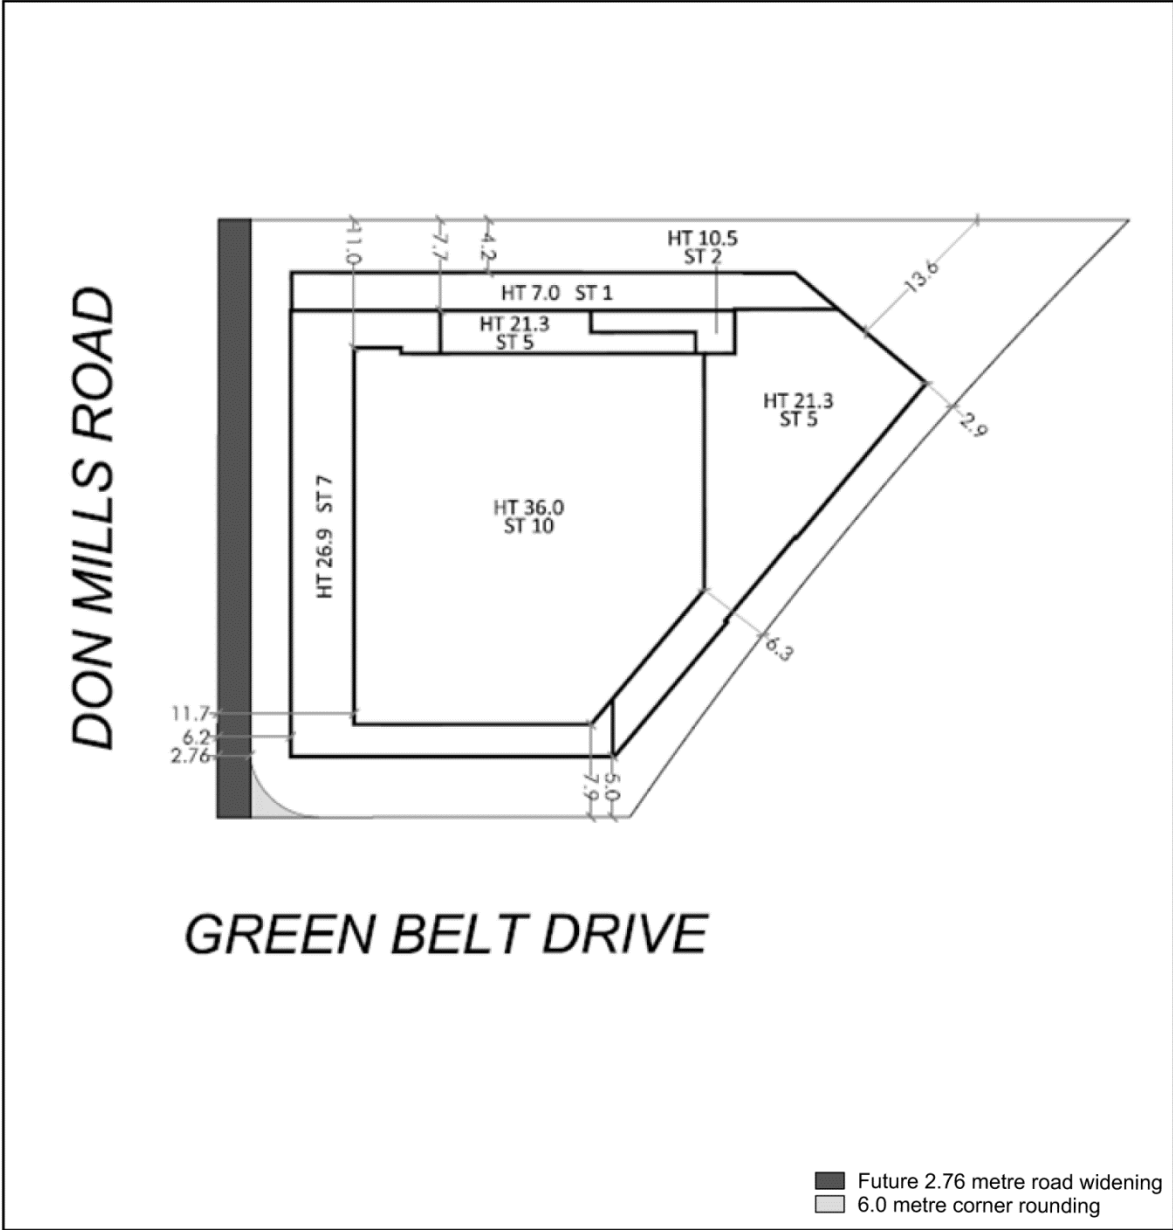 11.0
7.7
4.2
HT 10.5
ST 2
13.6
HT 7.0 ST 1
HT 21.3
ST 5
HT 21.3
ST 5
2.9
HT 36.0
ST 10
HT 26.9 ST 7
DON MILLS ROAD
6.3
11.7
6.2
2.76
7.9
5.0
GREEN BELT DRIVE
Future 2.76 metre road widening
6.0 metre corner rounding